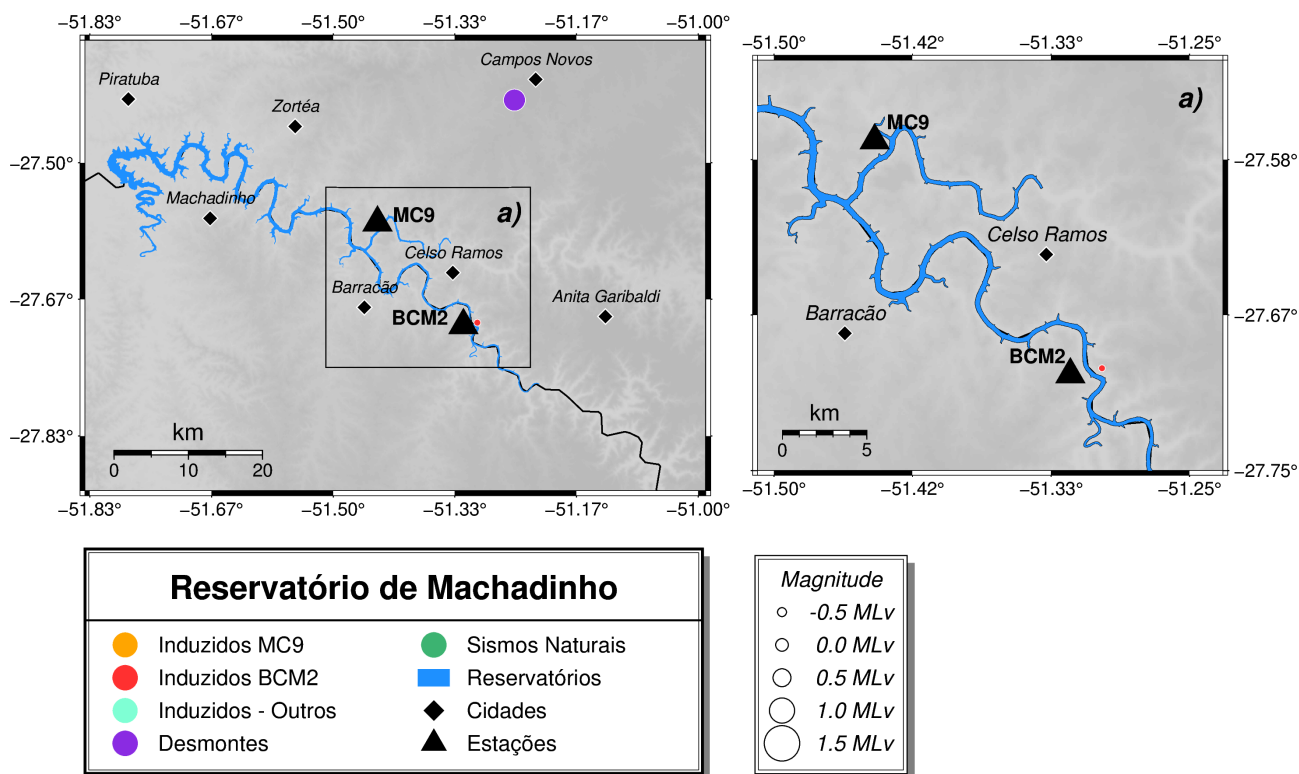 −51.83° −51.67° −51.50° −51.33° −51.17° −51.00°
Piratuba
Campos Novos
Zortéa
−27.50°
Machadinho
MC9
a)
Celso Ramos
Barracão
−27.67°
Anita Garibaldi
BCM2
−27.83°
km
0 10 20
−51.83° −51.67° −51.50° −51.33° −51.17° −51.00°
−51.50° −51.42° −51.33° −51.25°
a)
MC9
−27.58°
Celso Ramos
Barracão
−27.67°
BCM2
km
0 5
−27.75°
−51.50° −51.42° −51.33° −51.25°
Reservatório de Machadinho
Induzidos MC9
Induzidos BCM2
Induzidos - Outros
Desmontes
Sismos Naturais
Reservatórios
Cidades
Estações
Magnitude
-0.5 MLv
0.0 MLv
0.5 MLv
1.0 MLv
1.5 MLv